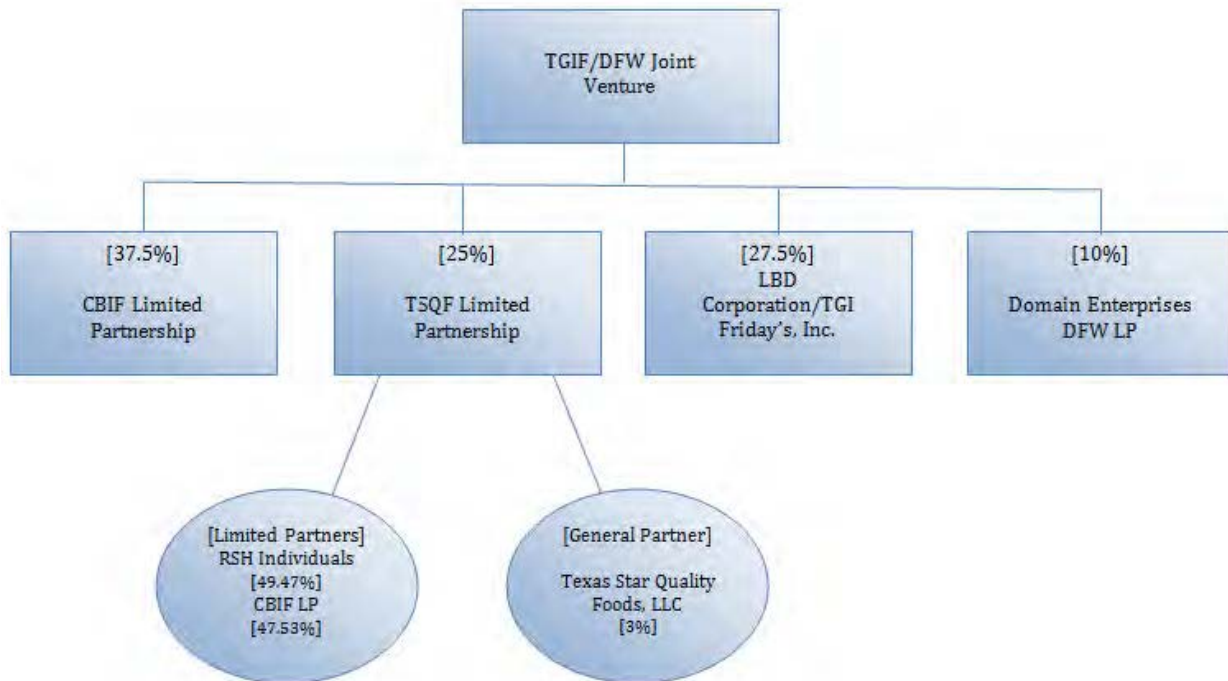 TGIF/DFW Joint
Venture
[37.5%]
CBIF Limited
Partnership
[25%]
TSQF Limited
Partnership
[27.5%]
LBD
Corporation/TGI
Friday's, Inc.
[10%]
Domain Enterprises
DFW LP
[Limited Partners]
RSH Individuals
[49.47%]
CBIF LP
[47.53%]
[General Partner]
Texas Star Quality
Foods, LLC
[3%]